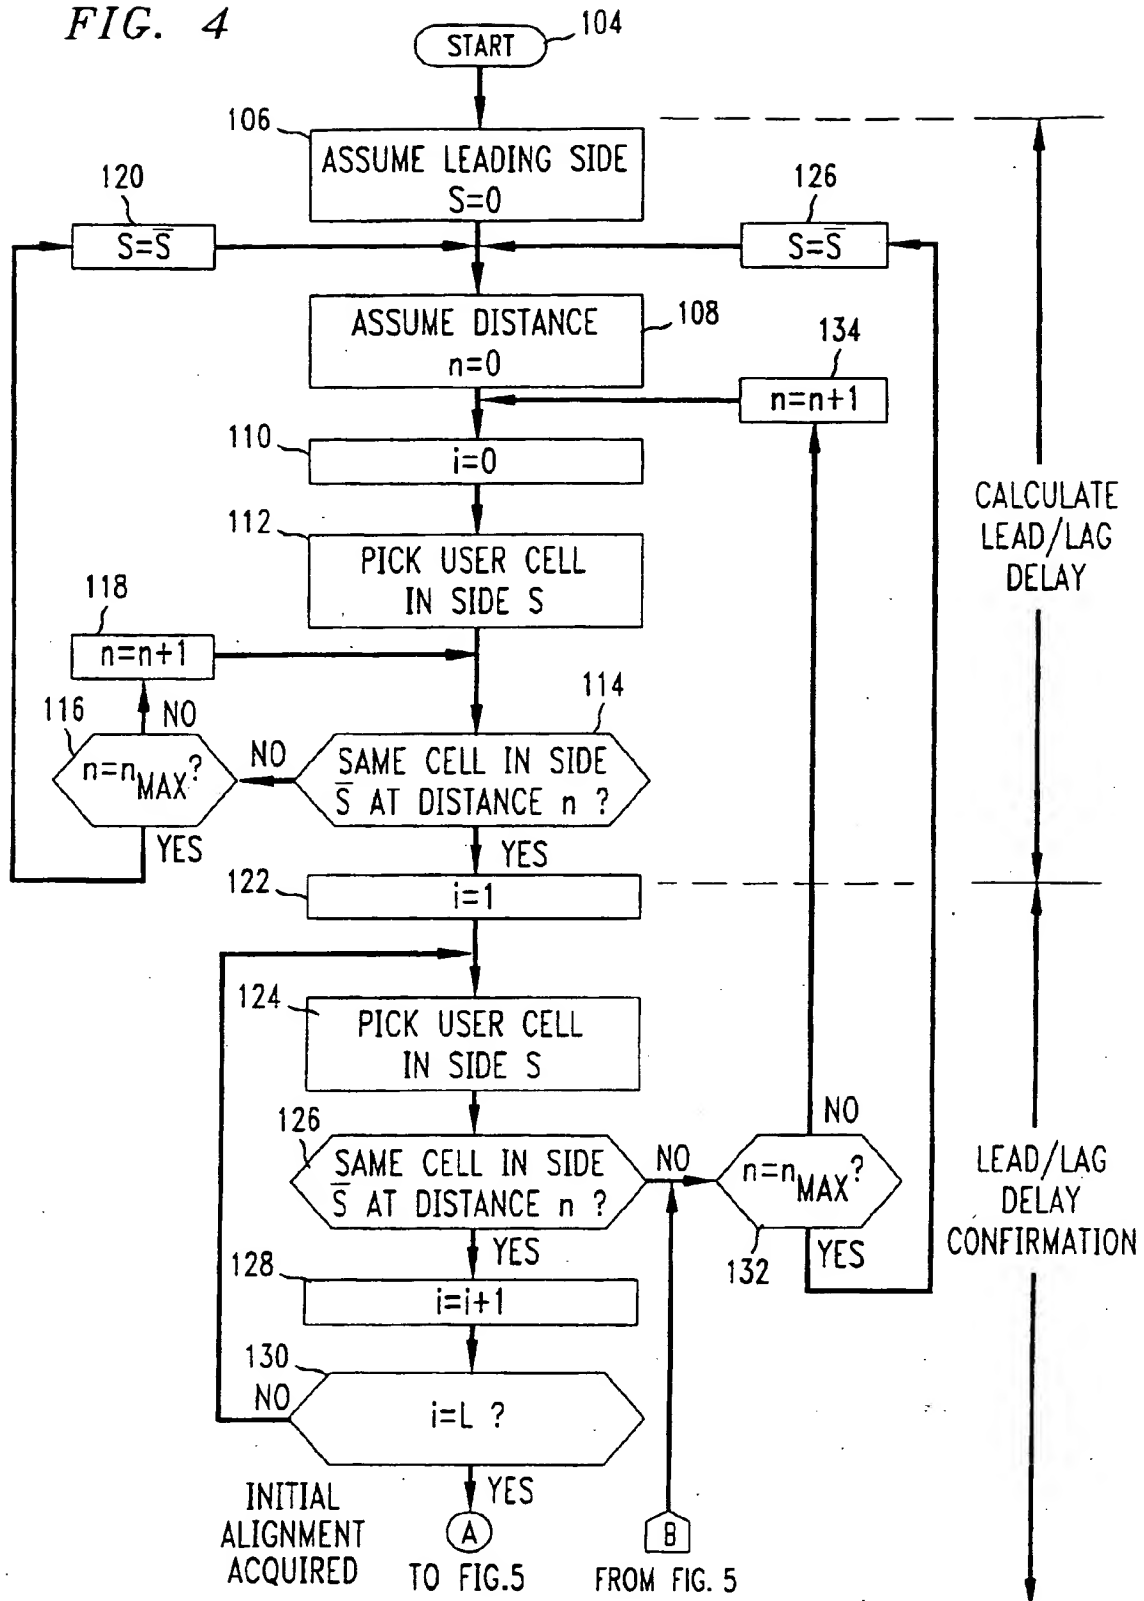 FIG. 4
START
104
106
ASSUME LEADING SIDE
S=0
120
S=S̅
126
S=S̅
ASSUME DISTANCE
n=0
108
134
n=n+1
110
i=0
112
PICK USER CELL
IN SIDE S
CALCULATE
LEAD/LAG
DELAY
118
n=n+1
116
NO
n=nMAX?
YES
NO
114
SAME CELL IN SIDE
S̅ AT DISTANCE n ?
YES
122
i=1
124
PICK USER CELL
IN SIDE S
126
SAME CELL IN SIDE
S̅ AT DISTANCE n ?
NO
NO
n=nMAX?
132
YES
LEAD/LAG
DELAY
CONFIRMATION
YES
128
i=i+1
130
NO
i=L ?
YES
INITIAL
ALIGNMENT
ACQUIRED
A
TO FIG.5
B
FROM FIG. 5